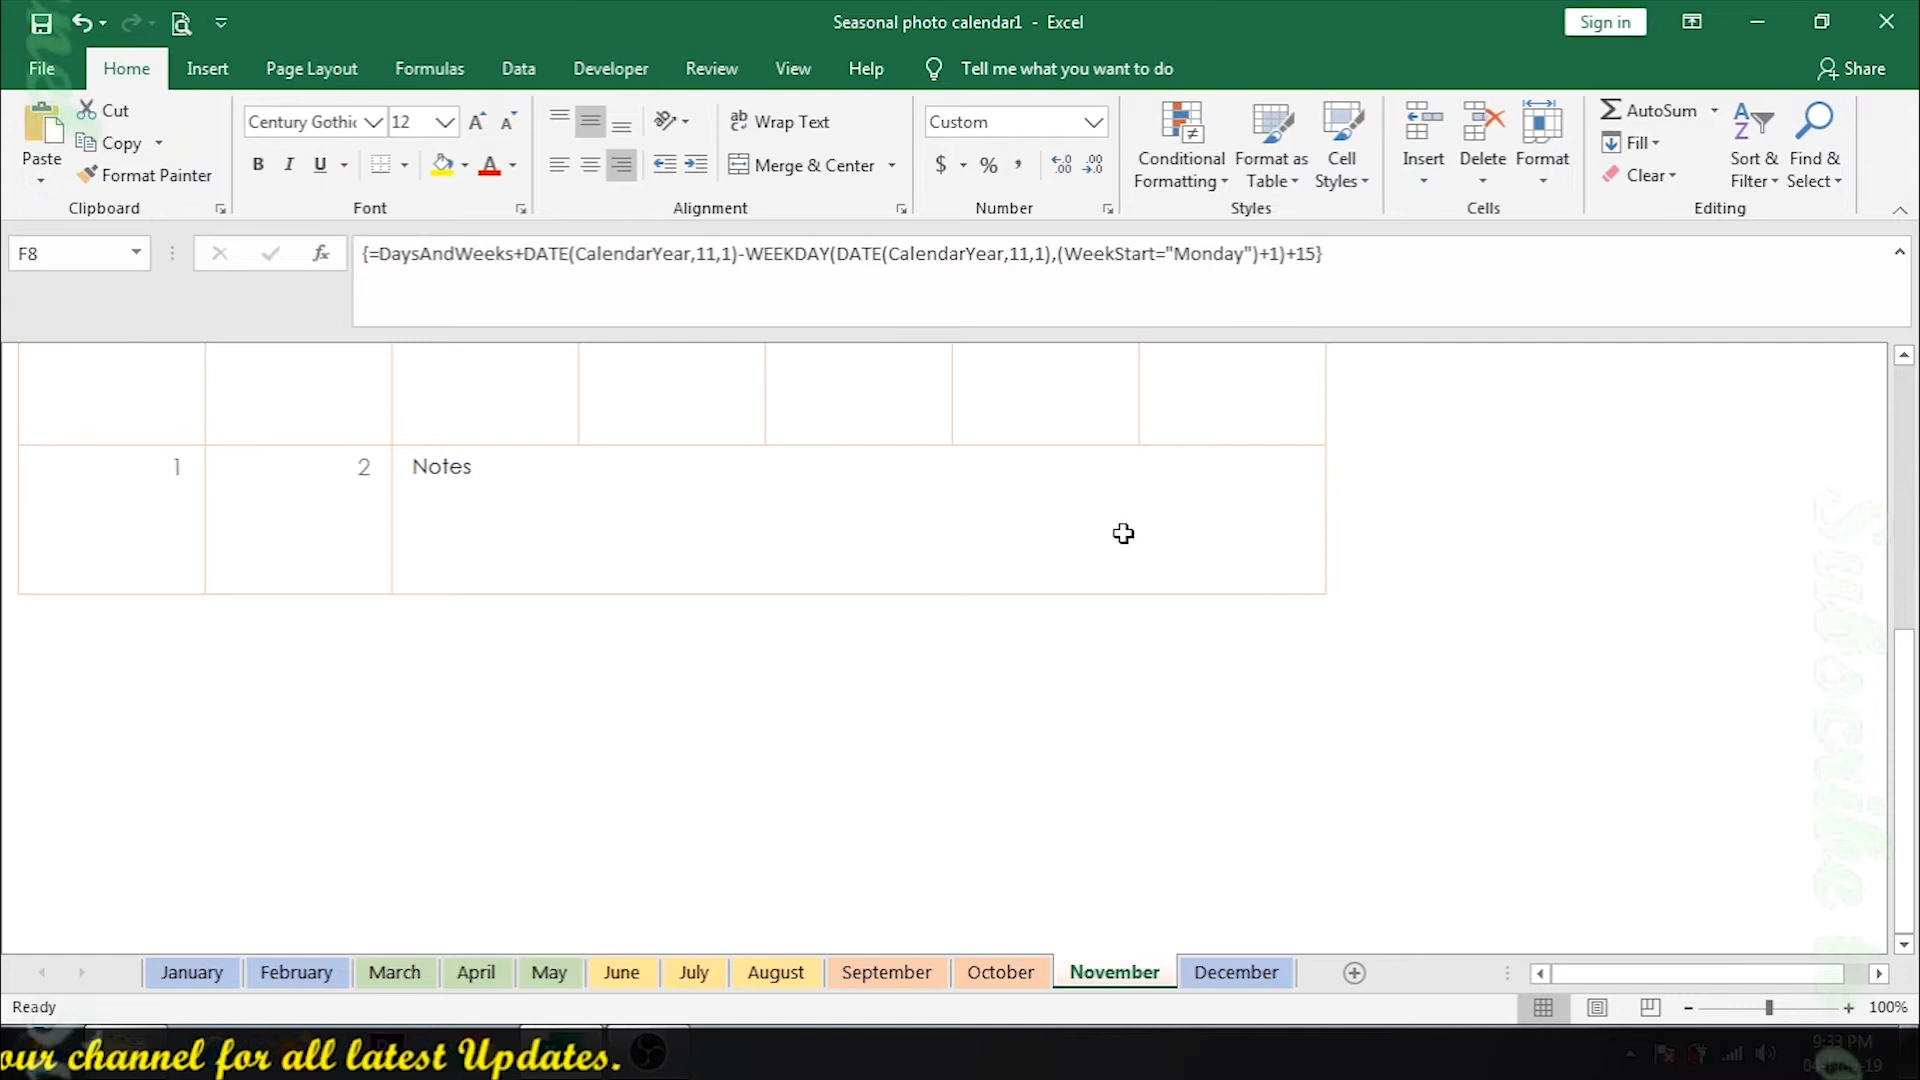 Seasonal photo calendar1 - Excel
Sign in
File Home Insert Page Layout Formulas Data Developer Review View Help Tell me what you want to do Share
Paste
Cut
Copy
Format Painter
Clipboard
Century Gothic 12
B I U
Font
Wrap Text
Merge & Center
Alignment
Custom
$ % ,
Number
Conditional Formatting
Format as Table
Cell Styles
Styles
Insert Delete Format
Cells
AutoSum
Fill
Clear
Sort & Filter
Find & Select
Editing
F8
{=DaysAndWeeks+DATE(CalendarYear,11,1)-WEEKDAY(DATE(CalendarYear,11,1),(WeekStart="Monday")+1)+15}
1 2 Notes
Subscribe
January February March April May June July August September October November December
Ready
100%
our channel for all latest Updates.
9:33 PM